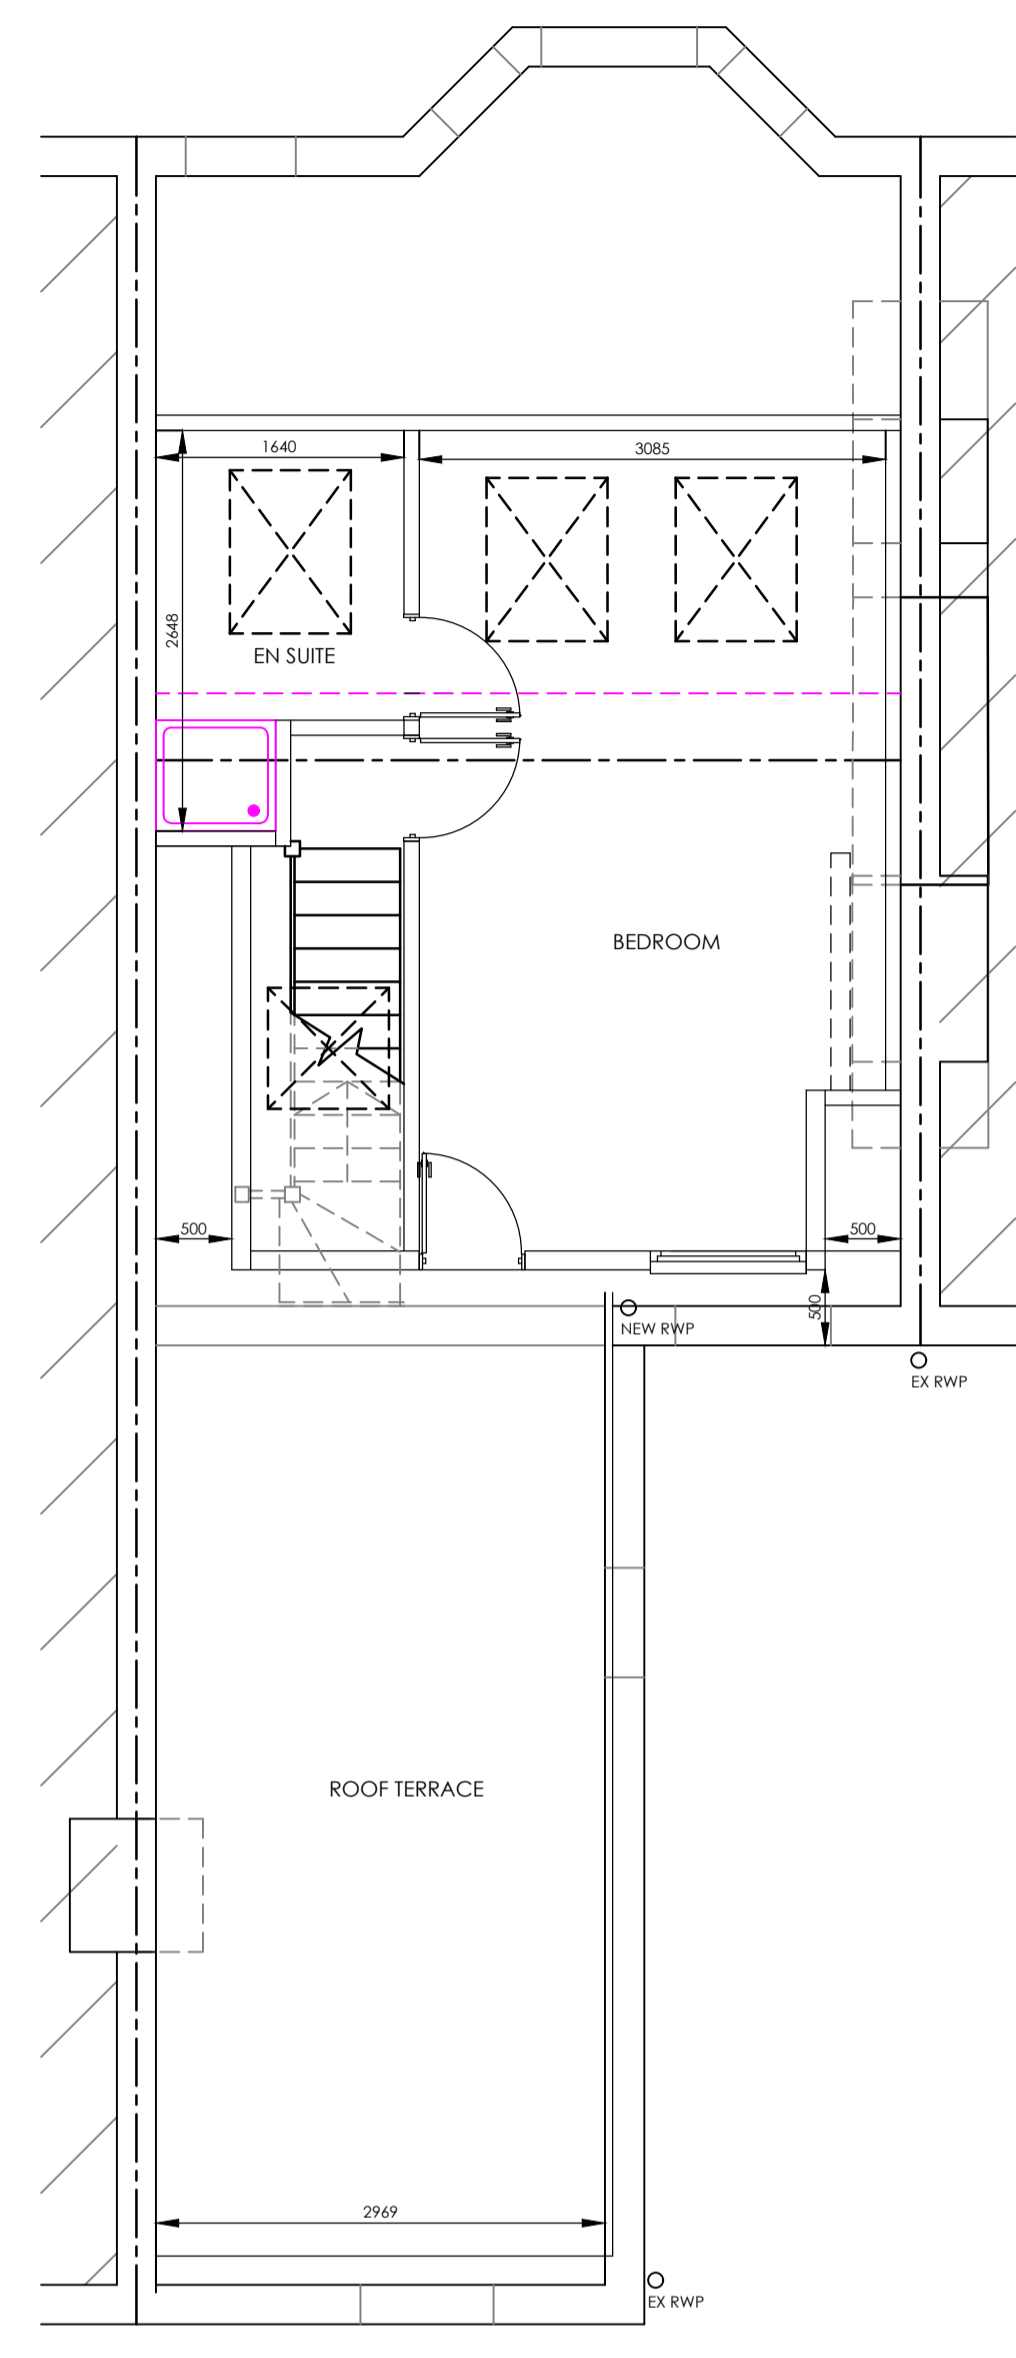 1640
3085
2648
EN SUITE
BEDROOM
500
500
500
NEW RWP
EX RWP
ROOF TERRACE
2969
EX RWP